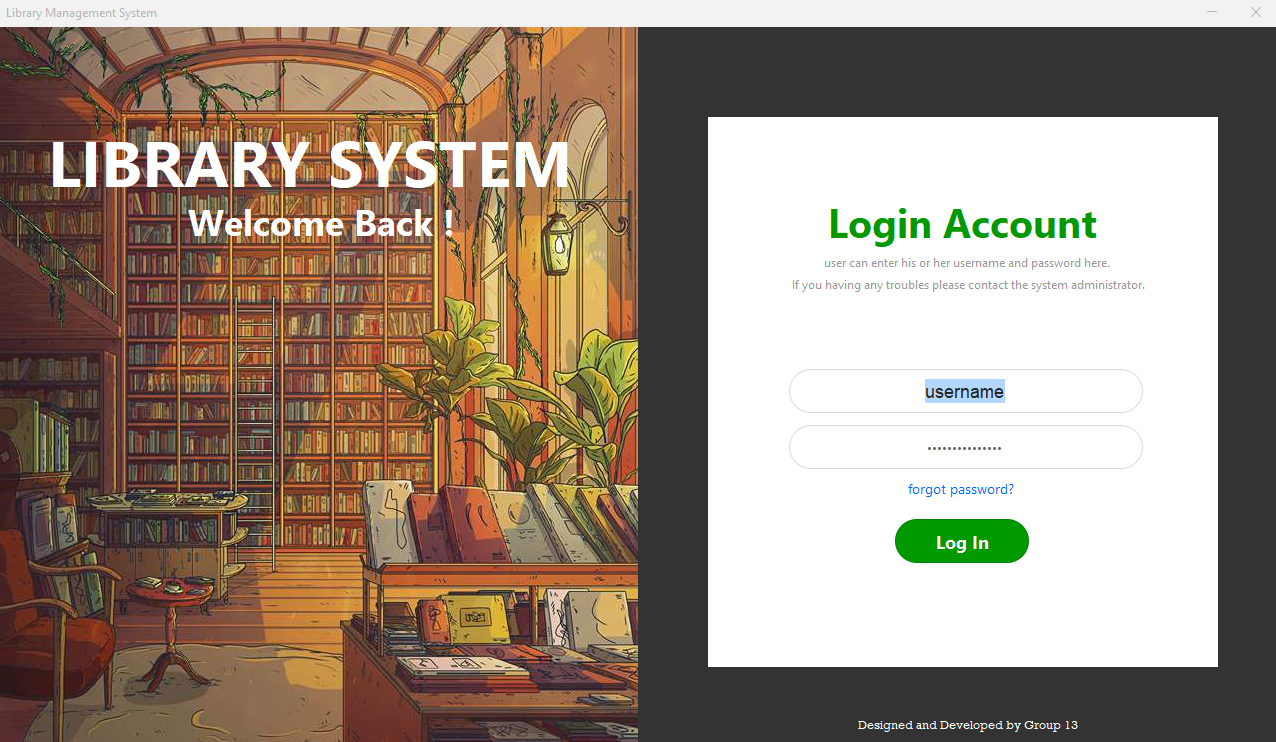 Library Management System
LIBRARY SYSTEM
Welcome Back !
Login Account
user can enter his or her username and password here.
If you having any troubles please contact the system administrator.
username
forgot password?
Log In
Designed and Developed by Group 13